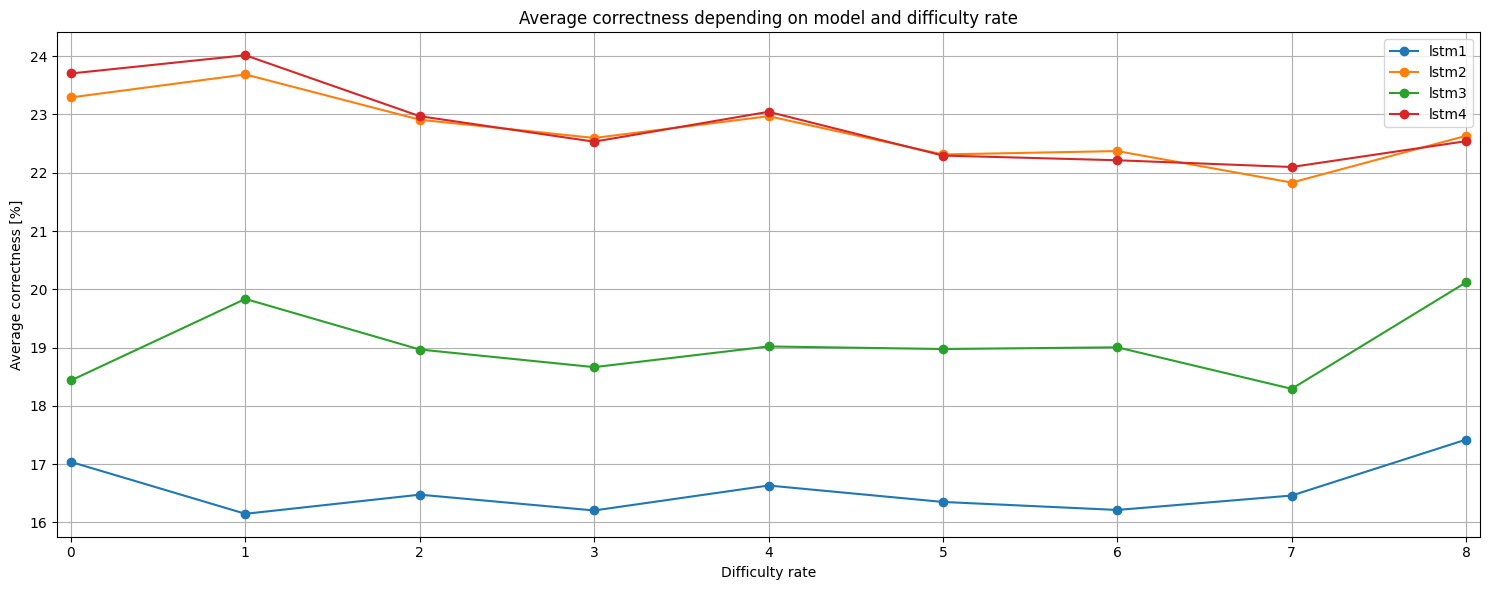 Average correctness depending on model and difficulty rate
lstm1
lstm2
lstm3
lstm4
Average correctness [%]
24
23
22
21
20
19
18
17
16
0 1 2 3 4 5 6 7 8
Difficulty rate